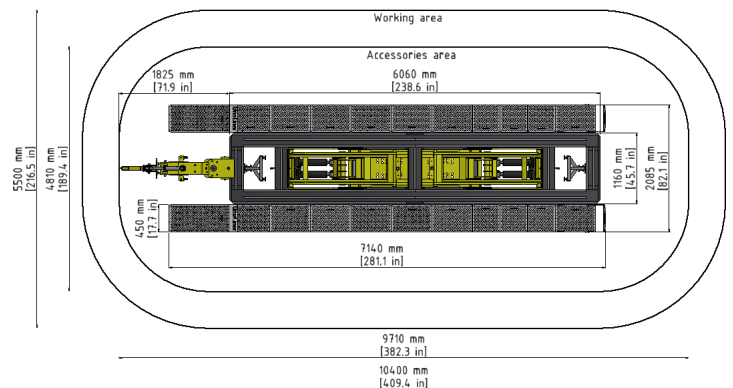 Working area
Accessories area
1825 mm
[71.9 in]
6060 mm
[238.6 in]
5500 mm
[216.5 in]
4810 mm
[189.4 in]
450 mm
[17.7 in]
1160 mm
[45.7 in]
2085 mm
[82.1 in]
7140 mm
[281.1 in]
9710 mm
[382.3 in]
10400 mm
[409.4 in]